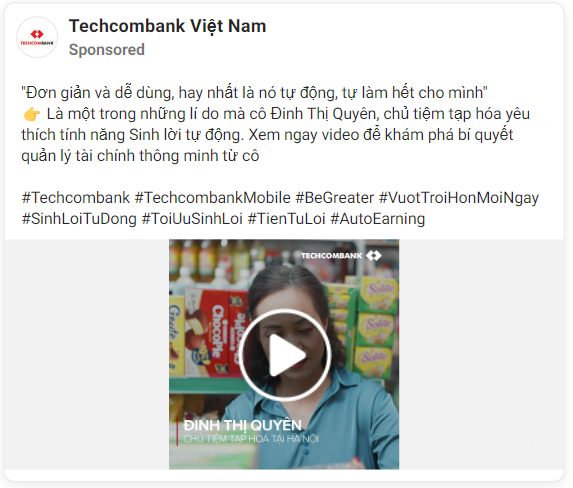 TECHCOMBANK
Techcombank Việt Nam
Sponsored
"Đơn giản và dễ dùng, hay nhất là nó tự động, tự làm hết cho mình"
👉 Là một trong những lí do mà cô Đinh Thị Quyên, chủ tiệm tạp hóa yêu
thích tính năng Sinh lời tự động. Xem ngay video để khám phá bí quyết
quản lý tài chính thông minh từ cô
#Techcombank #TechcombankMobile #BeGreater #VuotTroiHonMoiNgay
#SinhLoiTuDong #ToiUuSinhLoi #TienTuLoi #AutoEarning
TECHCOMBANK
ChocoPie
Solite
Solite
Solite
ĐINH THỊ QUYÊN
CHỦ TIỆM TẠP HÓA TẠI HÀ NỘI